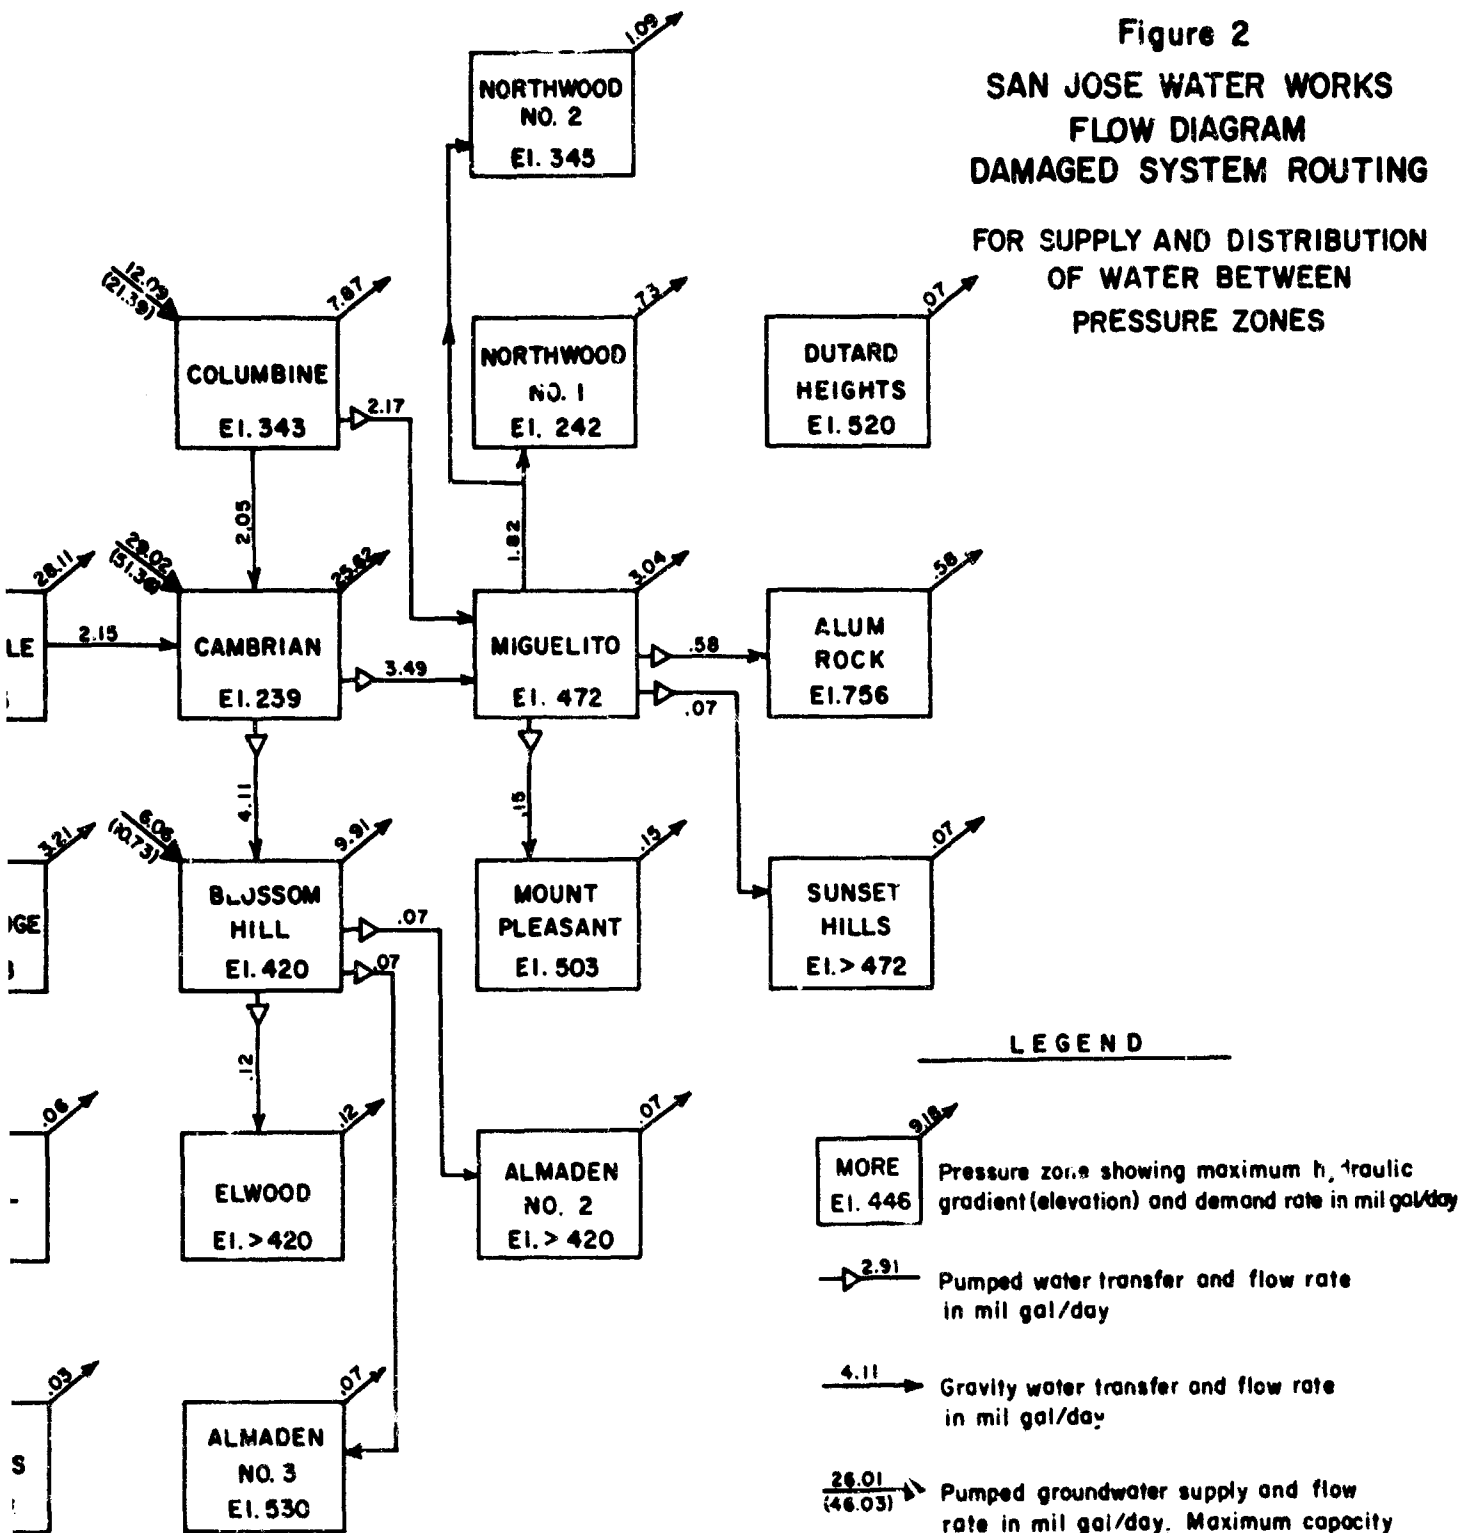 Figure 2
SAN JOSE WATER WORKS
FLOW DIAGRAM
DAMAGED SYSTEM ROUTING
FOR SUPPLY AND DISTRIBUTION
OF WATER BETWEEN
PRESSURE ZONES
1.09
NORTHWOOD
NO. 2
El. 345
12.09
(21.39)
7.87
COLUMBINE
El. 343
2.17
.73
NORTHWOOD
NO. 1
El. 242
.07
DUTARD
HEIGHTS
El. 520
2.05
1.82
28.11
LE
2.15
29.02
25.62
CAMBRIAN
El. 239
3.49
3.04
MIGUELITO
El. 472
.58
.07
.58
ALUM
ROCK
El. 756
4.11
.15
3.21
6.06
(10.73)
9.91
BLOSSOM
HILL
El. 420
.07
.07
.15
MOUNT
PLEASANT
El. 503
.07
SUNSET
HILLS
El. > 472
.12
.06
.12
ELWOOD
El. > 420
.07
ALMADEN
NO. 2
El. > 420
.03
S
.07
ALMADEN
NO. 3
El. 530
LEGEND
9.16
MORE
El. 446
Pressure zone showing maximum hydraulic
gradient (elevation) and demand rate in mil gal/day
2.91
Pumped water transfer and flow rate
in mil gal/day
4.11
Gravity water transfer and flow rate
in mil gal/day
26.01
(46.03)
Pumped groundwater supply and flow
rate in mil gal/day. Maximum capacity